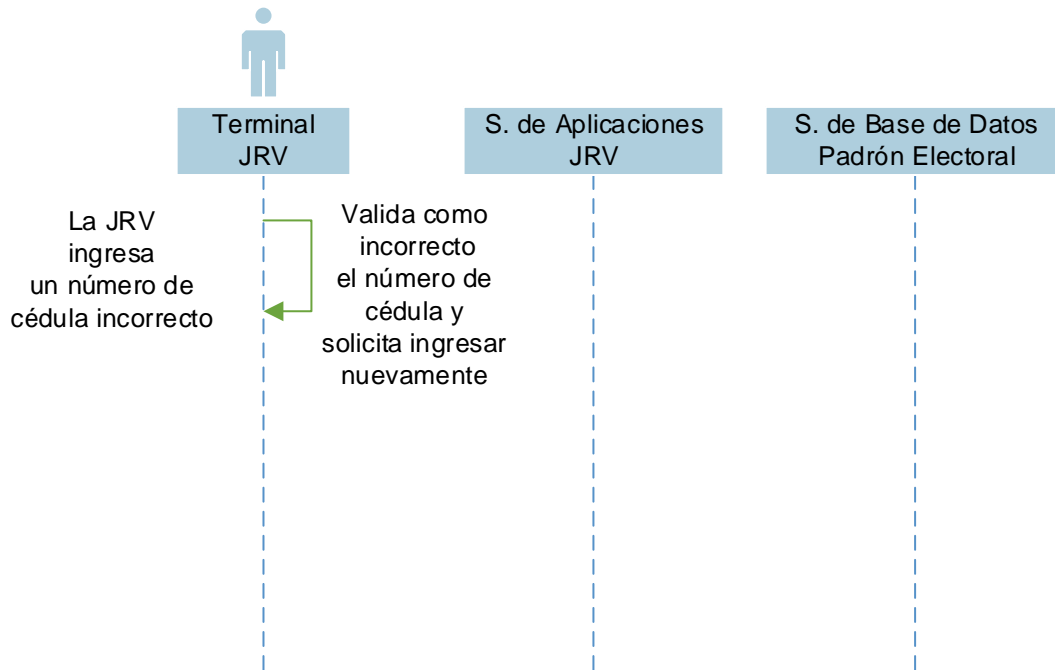 Terminal
JRV
S. de Aplicaciones
JRV
S. de Base de Datos
Padrón Electoral
La JRV
ingresa
un número de
cédula incorrecto
Valida como
incorrecto
el número de
cédula y
solicita ingresar
nuevamente